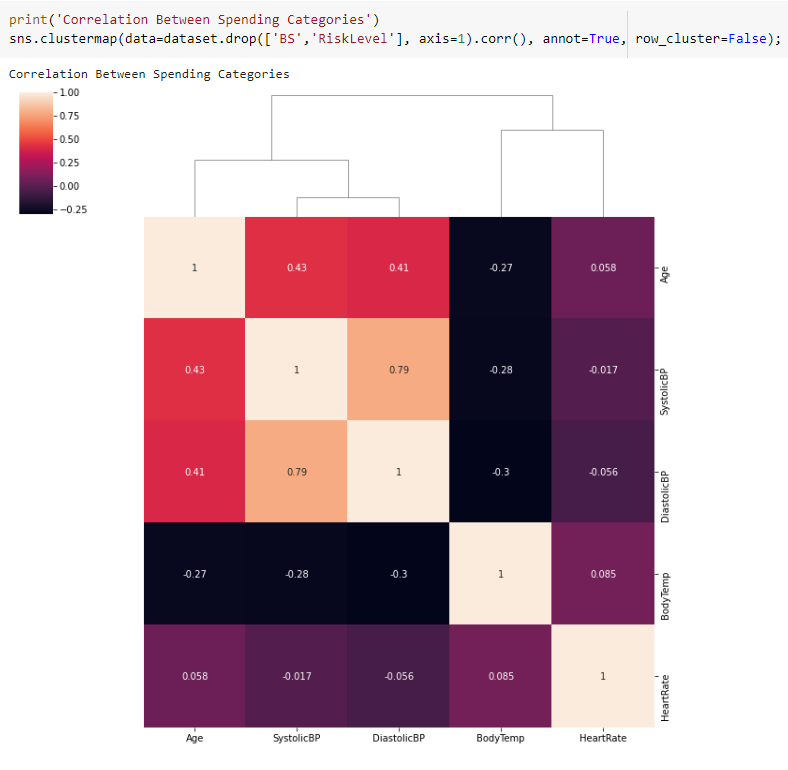 print('Correlation Between Spending Categories')
sns.clustermap(data=dataset.drop(['BS','RiskLevel'], axis=1).corr(), annot=True, row_cluster=False);
Correlation Between Spending Categories
1.00
0.75
0.50
0.25
0.00
−0.25
1 0.43 0.41 -0.27 0.058 Age
0.43 1 0.79 -0.28 -0.017 SystolicBP
0.41 0.79 1 -0.3 -0.056 DiastolicBP
-0.27 -0.28 -0.3 1 0.085 BodyTemp
0.058 -0.017 -0.056 0.085 1 HeartRate
Age SystolicBP DiastolicBP BodyTemp HeartRate